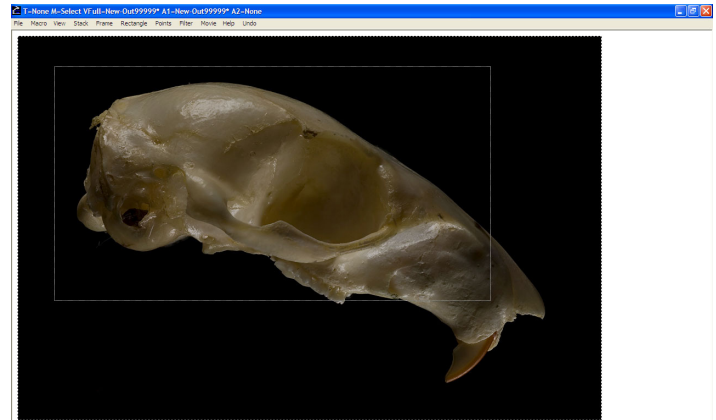 T=None M=Select VFull=New-Out99999* A1=New-Out99999* A2=None
File Macro View Stack Frame Rectangle Points Filter Movie Help Undo